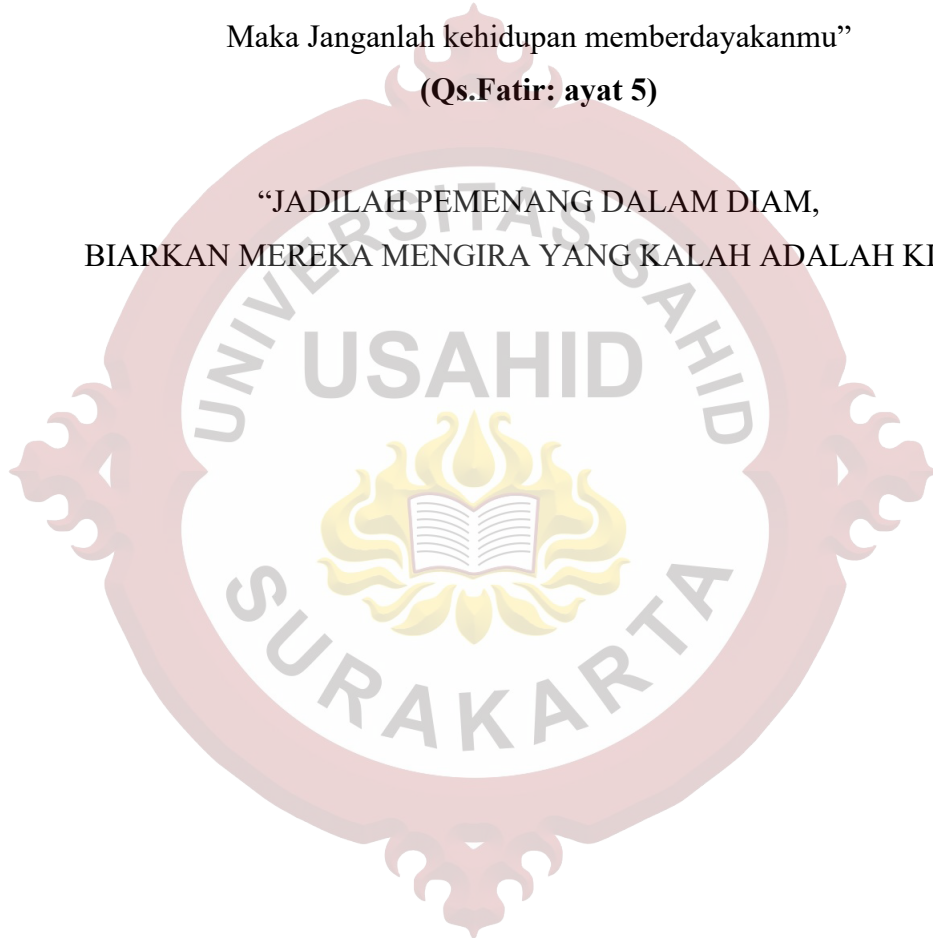 Maka Janganlah kehidupan memberdayakanmu”
(Qs.Fatir: ayat 5)
“JADILAH PEMENANG DALAM DIAM,
BIARKAN MEREKA MENGIRA YANG KALAH ADALAH
UNIVERSITAS SAHID
USAHID
SURAKARTA